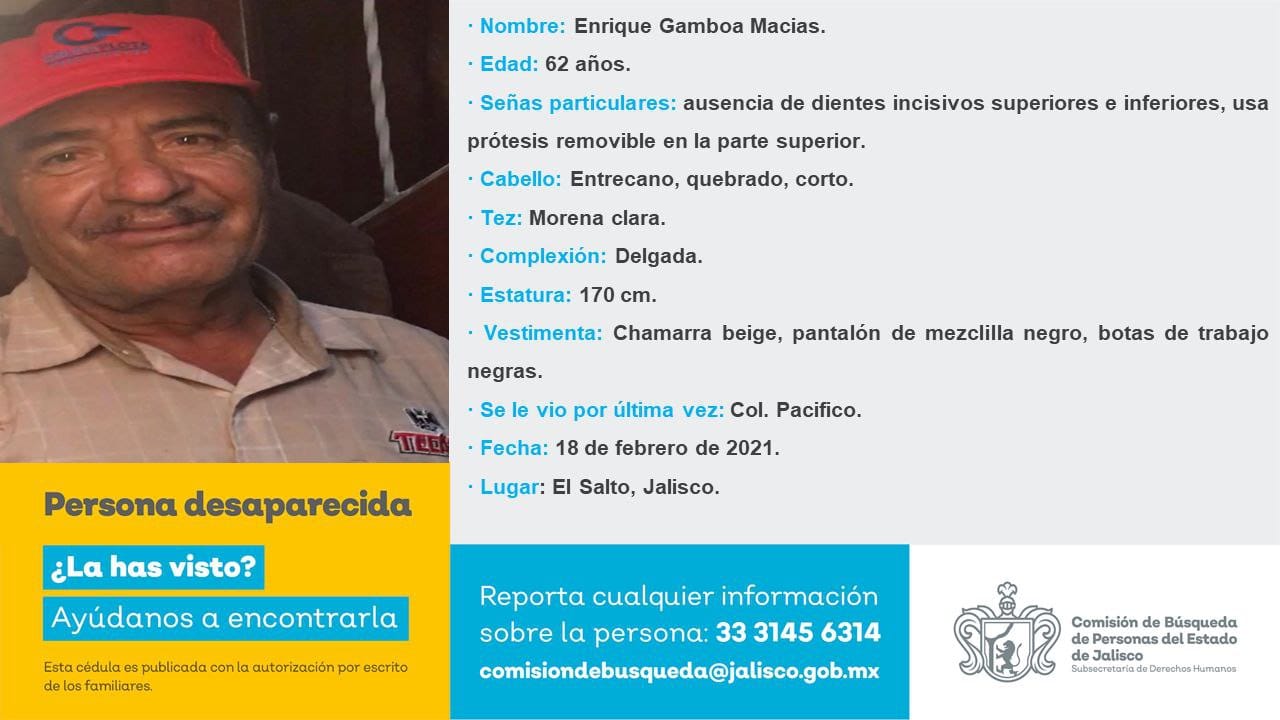 · Nombre: Enrique Gamboa Macias.
· Edad: 62 años.
· Señas particulares: ausencia de dientes incisivos superiores e inferiores, usa
prótesis removible en la parte superior.
· Cabello: Entrecano, quebrado, corto.
· Tez: Morena clara.
· Complexión: Delgada.
· Estatura: 170 cm.
· Vestimenta: Chamarra beige, pantalón de mezclilla negro, botas de trabajo
negras.
· Se le vio por última vez: Col. Pacifico.
· Fecha: 18 de febrero de 2021.
· Lugar: El Salto, Jalisco.
Persona desaparecida
¿La has visto?
Ayúdanos a encontrarla
Esta cédula es publicada con la autorización por escrito
de los familiares.
Reporta cualquier información
sobre la persona: 33 3145 6314
comisiondebusqueda@jalisco.gob.mx
Comisión de Búsqueda
de Personas del Estado
de Jalisco
Subsecretaría de Derechos Humanos